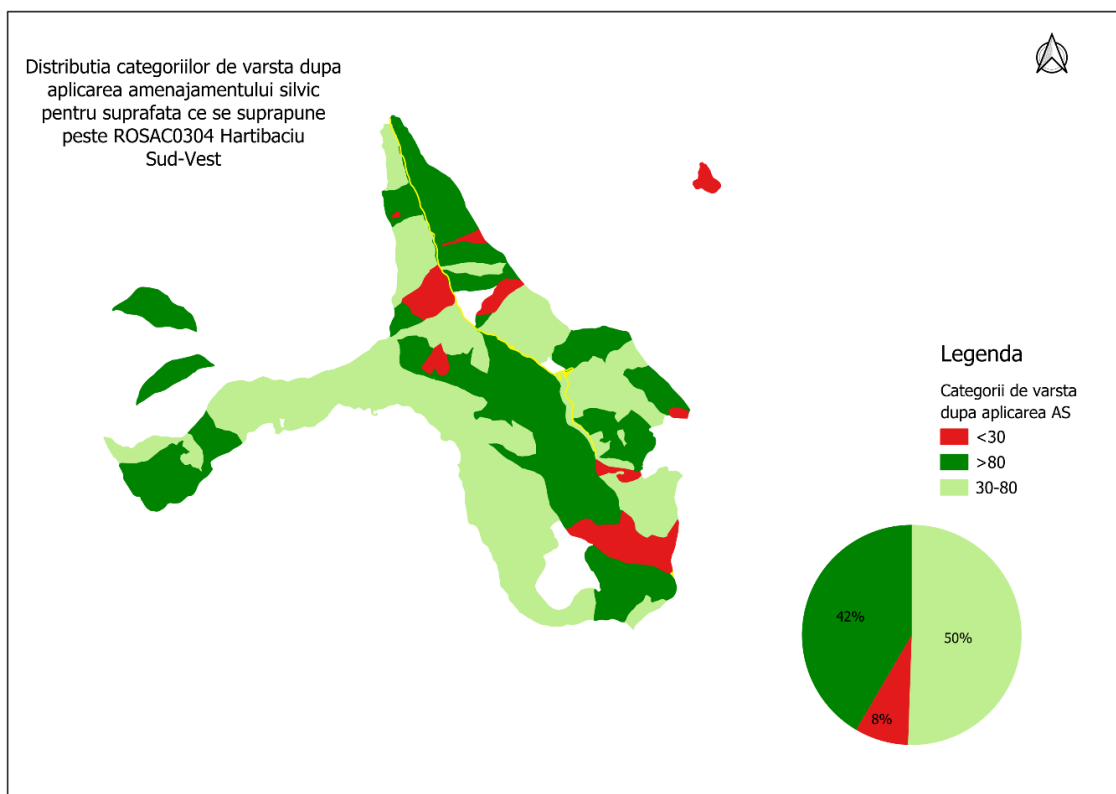 Distributia categoriilor de varsta dupa
aplicarea amenajamentului silvic
pentru suprafata ce se suprapune
peste ROSAC0304 Hartibaciu
Sud-Vest
Legenda
Categorii de varsta
dupa aplicarea AS
<30
>80
30-80
42%
50%
8%